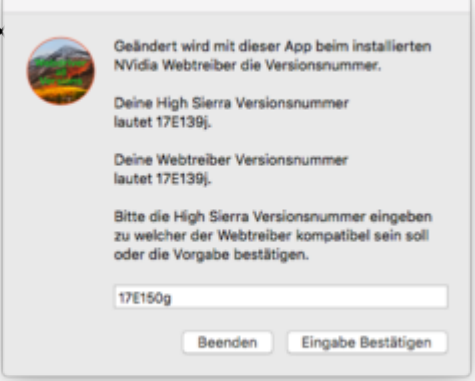 Geändert wird mit dieser App beim installierten
NVidia Webtreiber die Versionsnummer.
Deine High Sierra Versionsnummer
lautet 17E139j.
Deine Webtreiber Versionsnummer
lautet 17E139j.
Bitte die High Sierra Versionsnummer eingeben
zu welcher der Webtreiber kompatibel sein soll
oder die Vorgabe bestätigen.
17E150g
Beenden
Eingabe Bestätigen